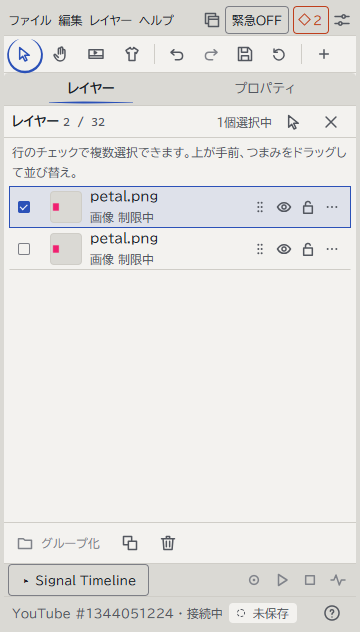 ファイル 編集 レイヤー ヘルプ 緊急OFF 2
レイヤー プロパティ
レイヤー 2 / 32 1個選択中
行のチェックで複数選択できます。上が手前、つまみをドラッグし
て並び替え。
petal.png
画像 制限中
petal.png
画像 制限中
グループ化
Signal Timeline
YouTube #1344051224・接続中 未保存